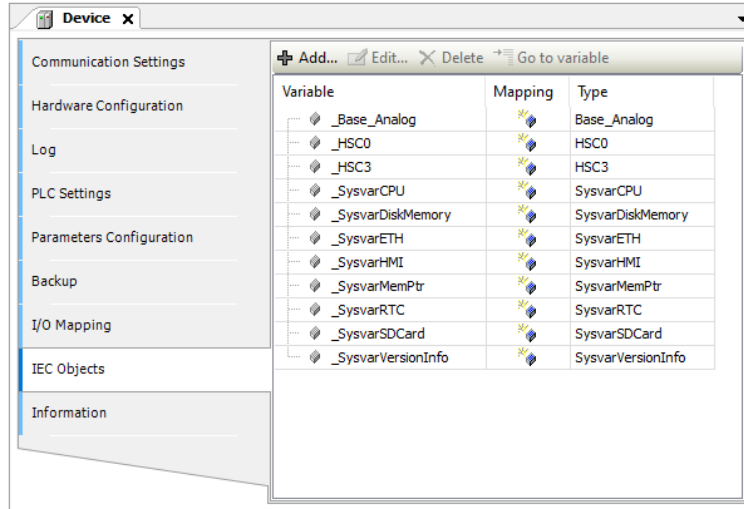 Device
Communication Settings
Hardware Configuration
Log
PLC Settings
Parameters Configuration
Backup
I/O Mapping
IEC Objects
Information
Add... Edit... Delete Go to variable
Variable Mapping Type
_Base_Analog Base_Analog
_HSC0 HSC0
_HSC3 HSC3
_SysvarCPU SysvarCPU
_SysvarDiskMemory SysvarDiskMemory
_SysvarETH SysvarETH
_SysvarHMI SysvarHMI
_SysvarMemPtr SysvarMemPtr
_SysvarRTC SysvarRTC
_SysvarSDCard SysvarSDCard
_SysvarVersionInfo SysvarVersionInfo